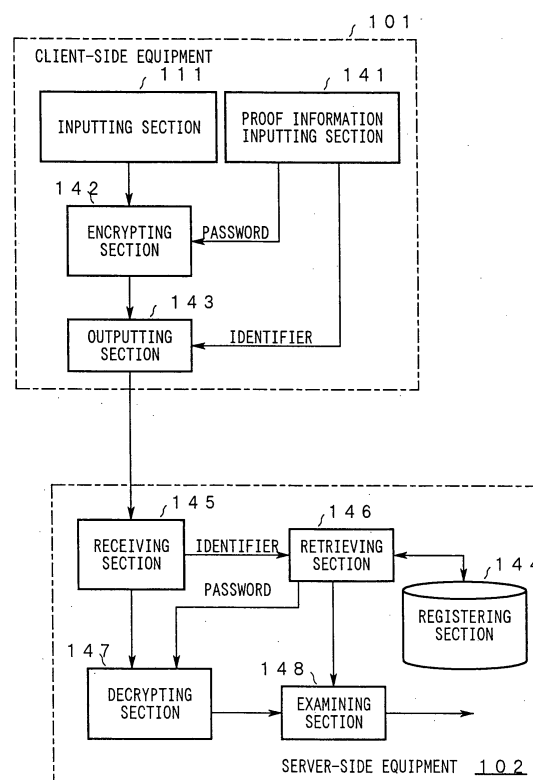 101
CLIENT-SIDE EQUIPMENT
111
141
INPUTTING SECTION
PROOF INFORMATION
INPUTTING SECTION
142
ENCRYPTING
SECTION
PASSWORD
143
OUTPUTTING
SECTION
IDENTIFIER
145
146
144
RECEIVING
SECTION
IDENTIFIER
RETRIEVING
SECTION
PASSWORD
REGISTERING
SECTION
147
148
DECRYPTING
SECTION
EXAMINING
SECTION
SERVER-SIDE EQUIPMENT 102